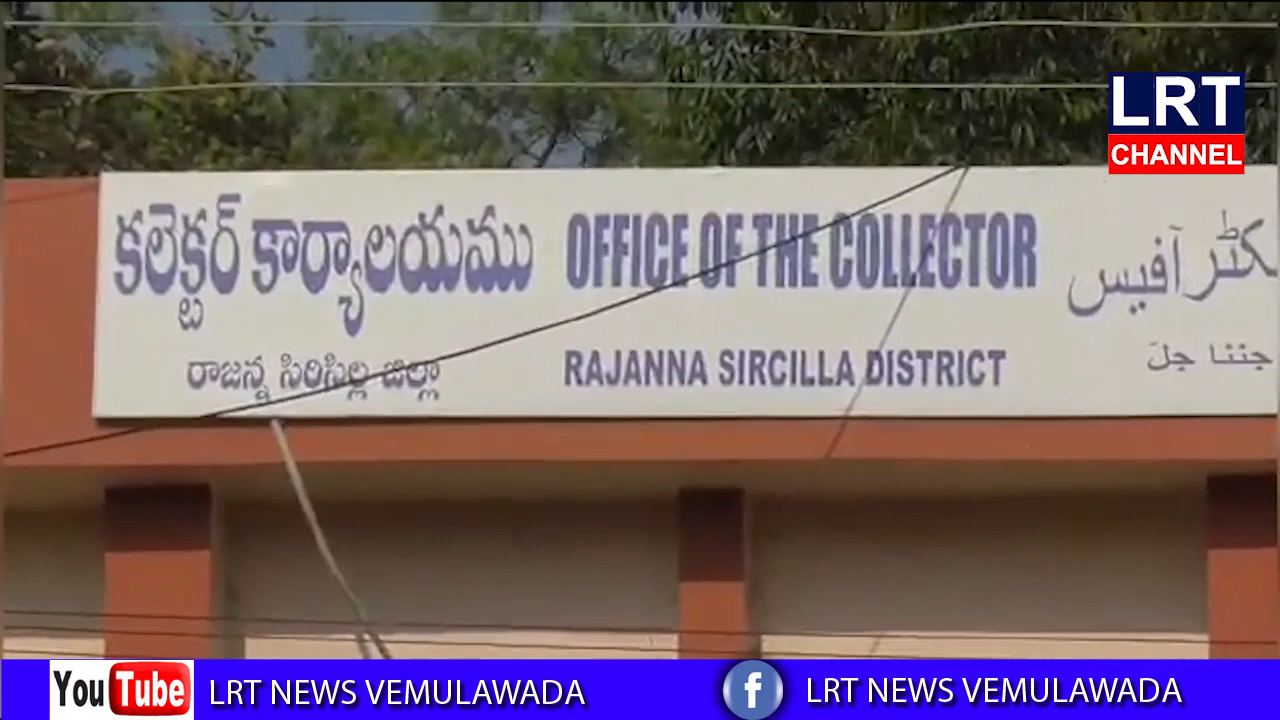 LRT
CHANNEL
కలెక్టర్ కార్యాలయము OFFICE OF THE COLLECTOR آفیس
రాజన్న సిరిసిల్ల జిల్లా RAJANNA SIRCILLA DISTRICT
YouTube LRT NEWS VEMULAWADA f LRT NEWS VEMULAWADA